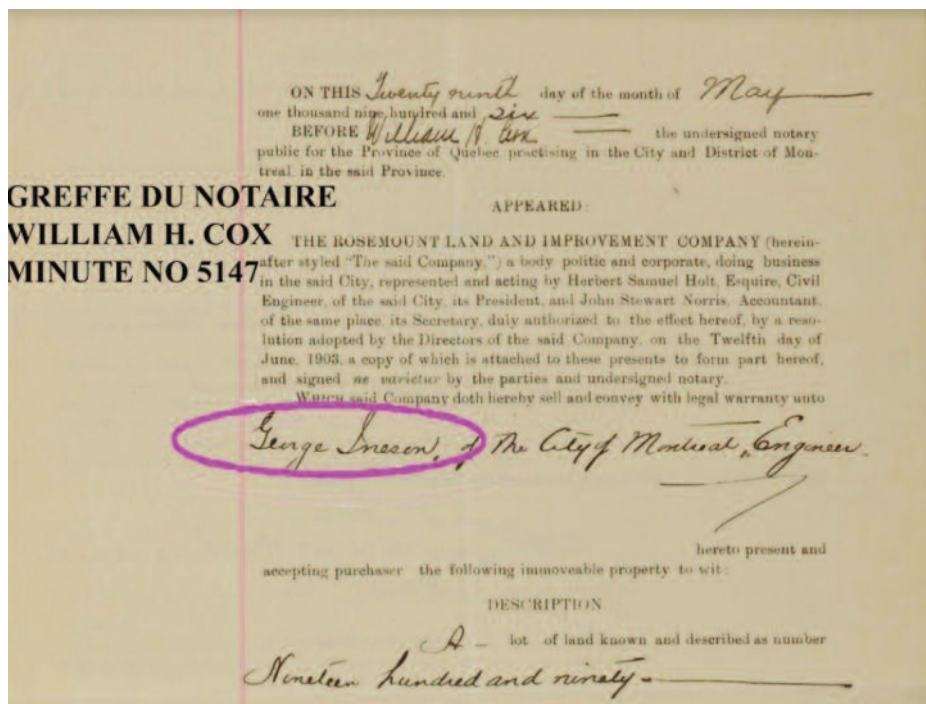 ON THIS Twenty ninth day of the month of May
one thousand nine hundred and six
BEFORE William H. Cox the undersigned notary
public for the Province of Quebec practising in the City and District of Mon-
treal in the said Province.
APPEARED:
GREFFE DU NOTAIRE
WILLIAM H. COX
MINUTE NO 5147
THE ROSEMOUNT LAND AND IMPROVEMENT COMPANY (herein-
after styled "The said Company,") a body politic and corporate, doing business
in the said City, represented and acting by Herbert Samuel Holt, Esquire, Civil
Engineer, of the said City, its President, and John Stewart Norris, Accountant,
of the same place, its Secretary, duly authorized to the effect hereof, by a reso-
lution adopted by the Directors of the said Company, on the Twelfth day of
June, 1903, a copy of which is attached to these presents to form part hereof,
and signed ne varietur by the parties and undersigned notary.
WHICH said Company doth hereby sell and convey with legal warranty unto
George Ineson, of The City of Montreal, Engineer.
hereto present and
accepting purchaser the following immoveable property to wit:
DESCRIPTION
A lot of land known and described as number
Nineteen hundred and ninety